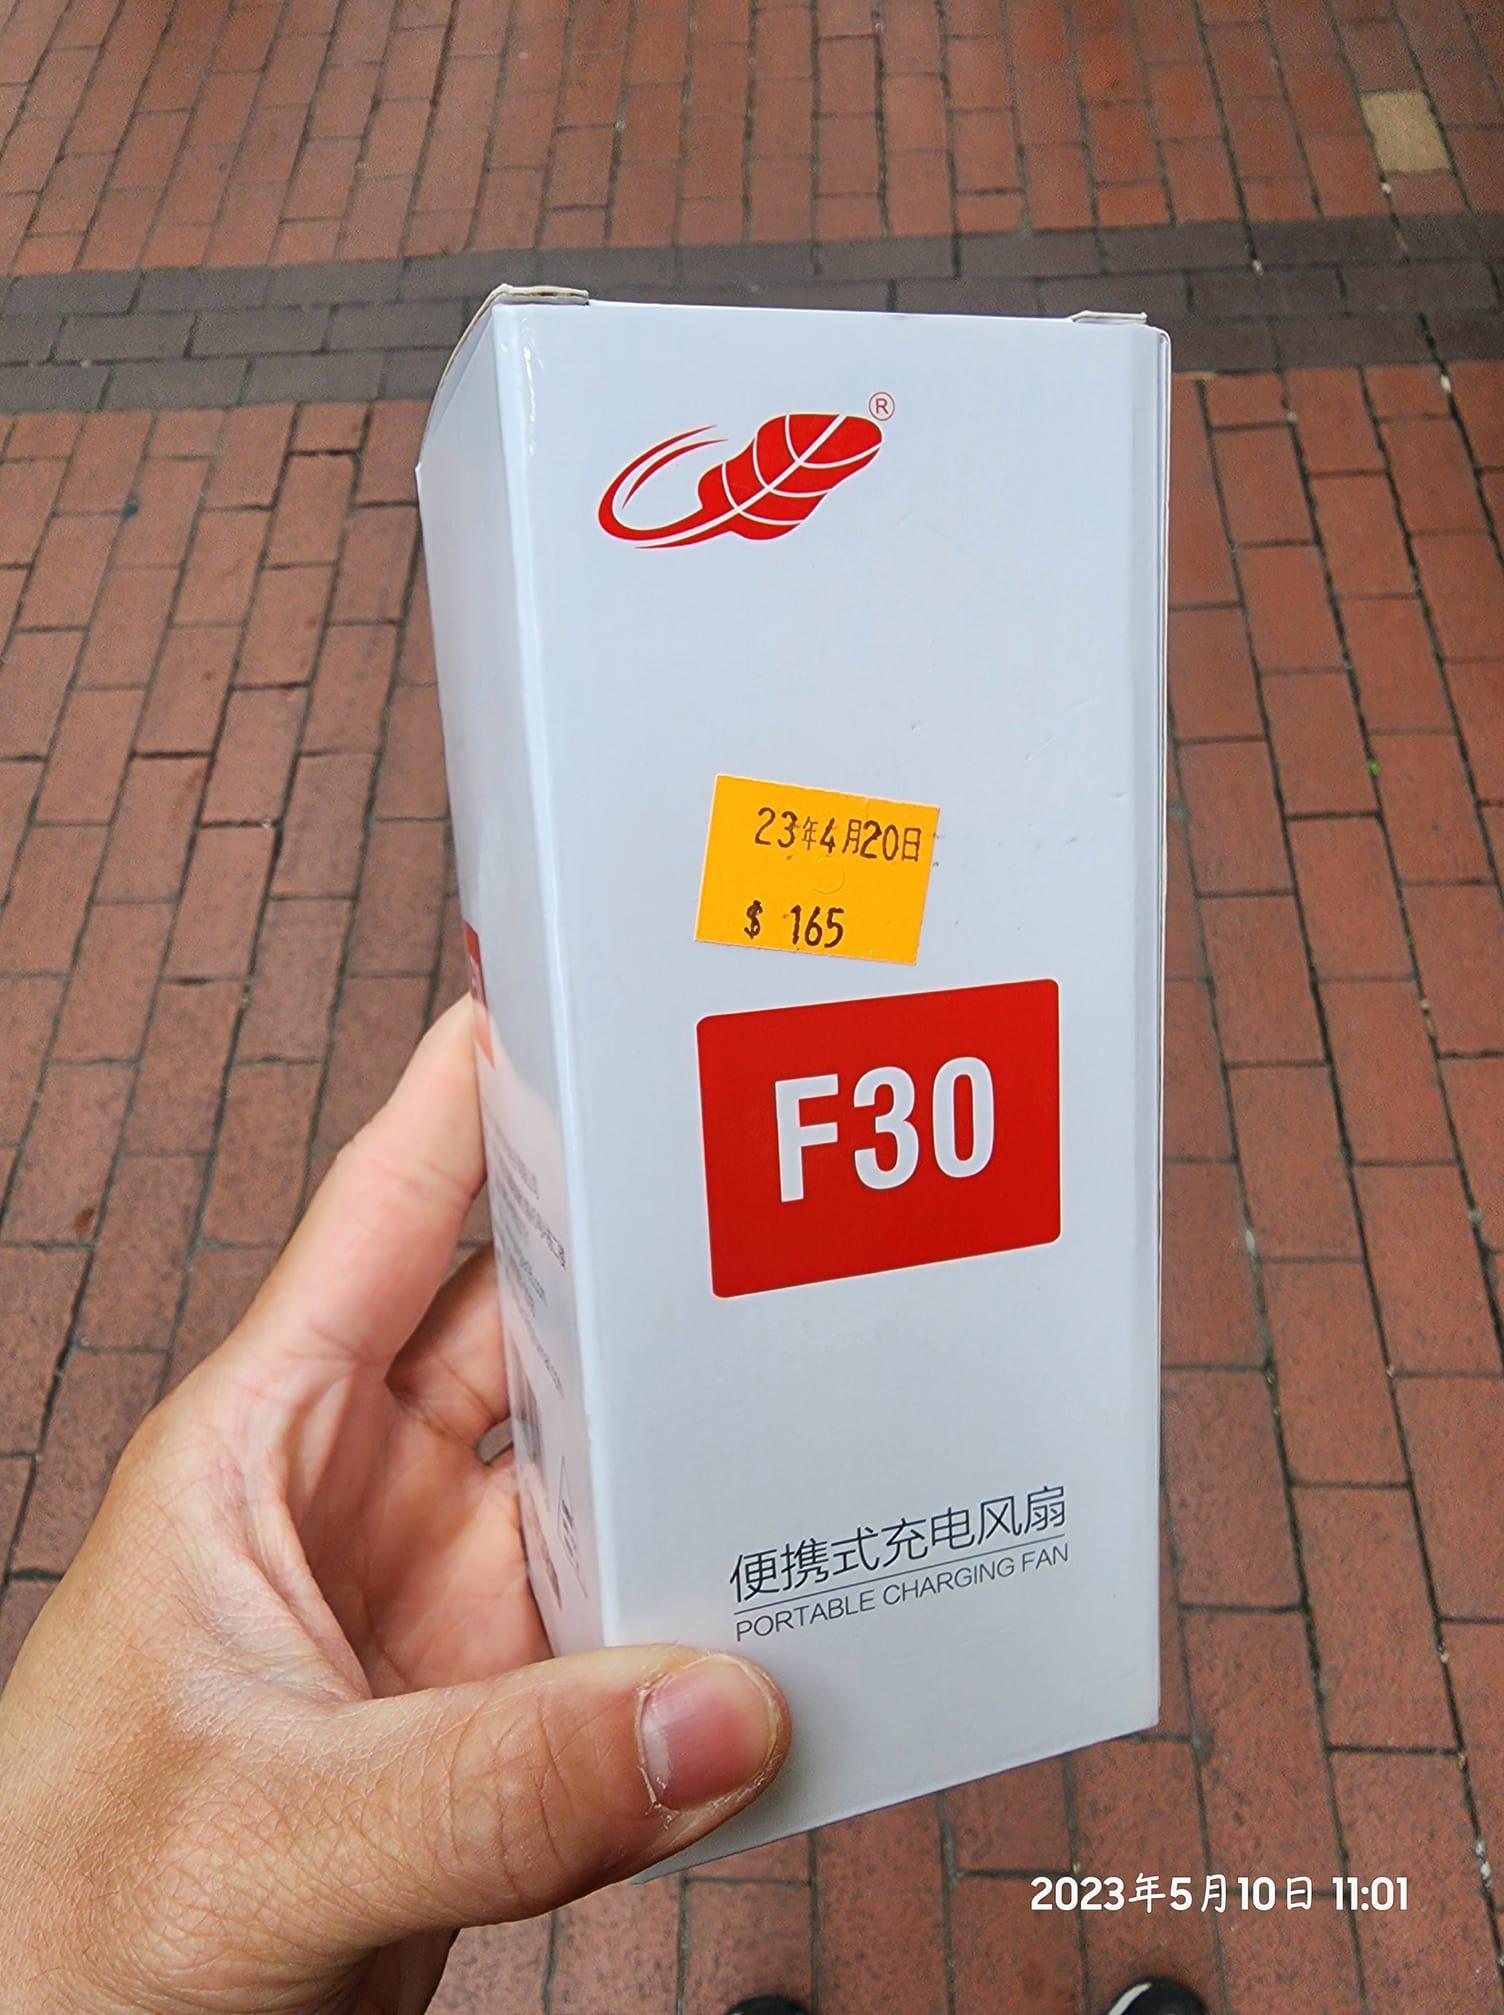 ®
23年4月20日
$ 165
F30
便携式充电风扇
PORTABLE CHARGING FAN
2023年5月10日 11:01